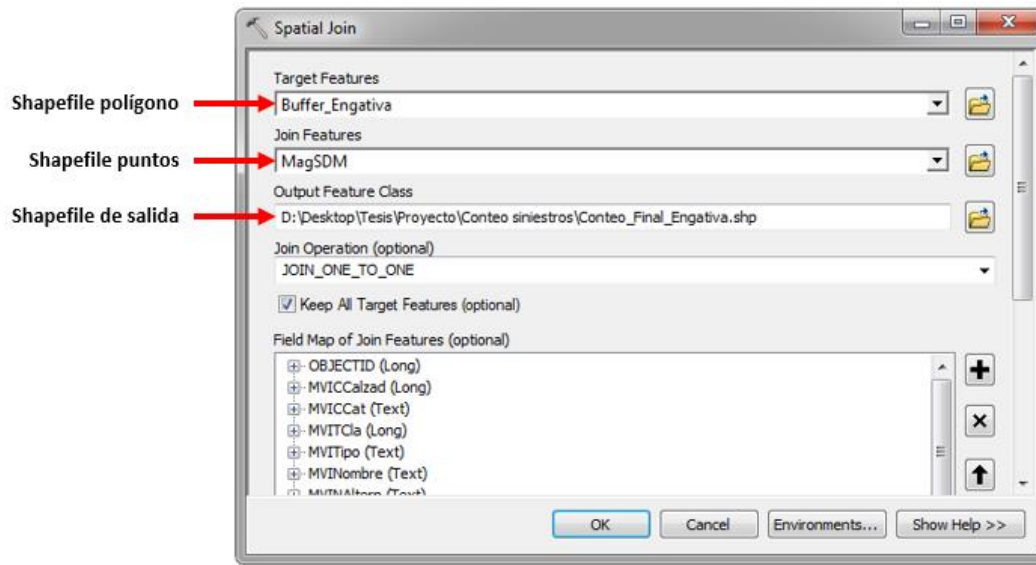 Spatial Join
Target Features
Shapefile polígono
Buffer_Engativa
Join Features
Shapefile puntos
MagSDM
Output Feature Class
Shapefile de salida
D:\Desktop\Tesis\Proyecto\Conteo siniestros\Conteo_Final_Engativa.shp
Join Operation (optional)
JOIN_ONE_TO_ONE
Keep All Target Features (optional)
Field Map of Join Features (optional)
OBJECTID (Long)
MVICCalzad (Long)
MVICCat (Text)
MVITCla (Long)
MVITipo (Text)
MVINombre (Text)
MVINAltern (Text)
OK
Cancel
Environments...
Show Help >>